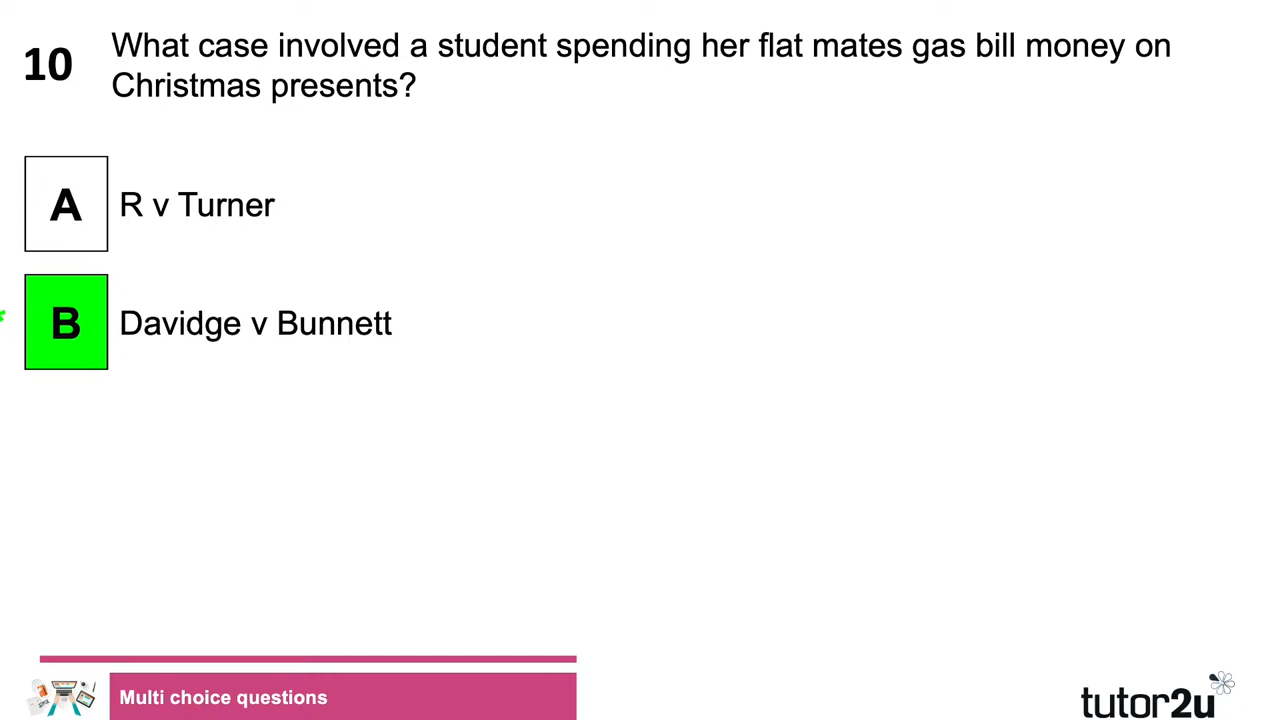 10
What case involved a student spending her flat mates gas bill money on
Christmas presents?
A
R v Turner
B
Davidge v Bunnett
Multi choice questions
tutor2u